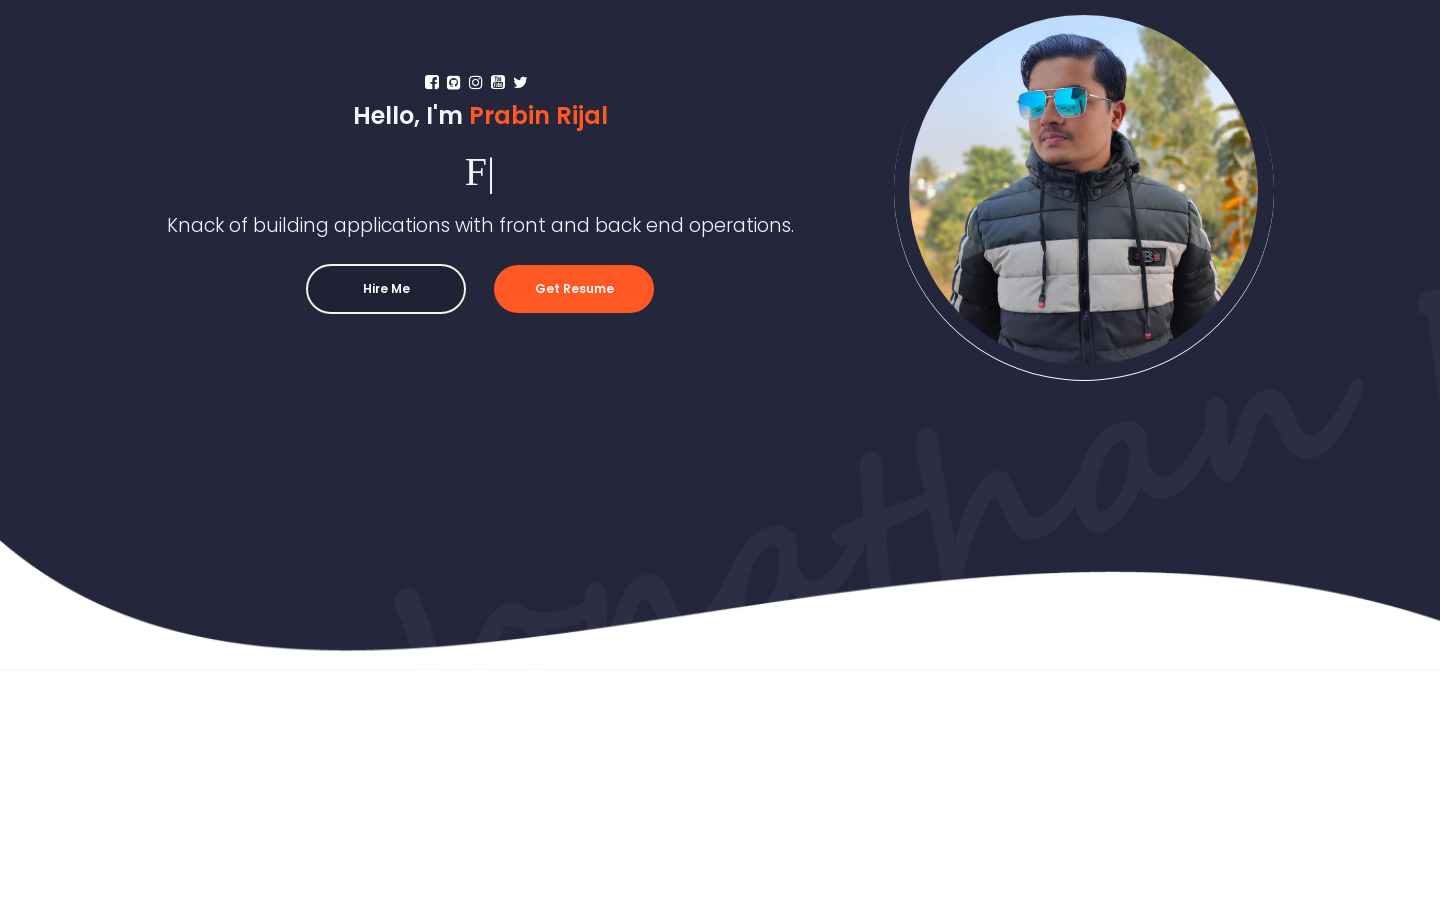 Hello, I'm Prabin Rijal
F|
Knack of building applications with front and back end operations.
Hire Me
Get Resume
Jonathan